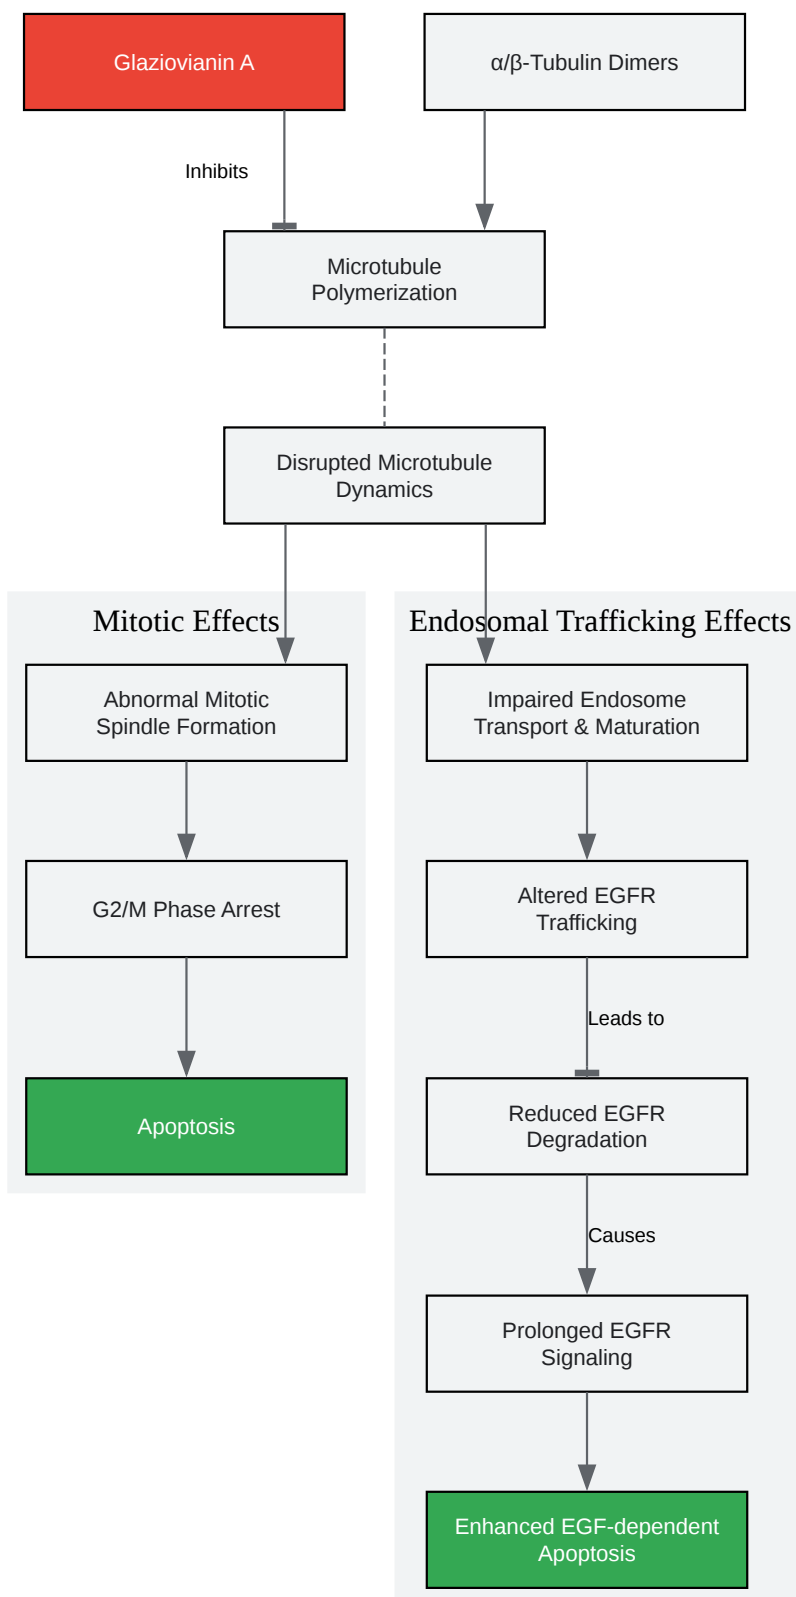 Glaziovianin A
α/β-Tubulin Dimers
Inhibits
Microtubule
Polymerization
Disrupted Microtubule
Dynamics
Mitotic Effects
Endosomal Trafficking Effects
Abnormal Mitotic
Spindle Formation
Impaired Endosome
Transport & Maturation
G2/M Phase Arrest
Altered EGFR
Trafficking
Leads to
Apoptosis
Reduced EGFR
Degradation
Causes
Prolonged EGFR
Signaling
Enhanced EGF-dependent
Apoptosis